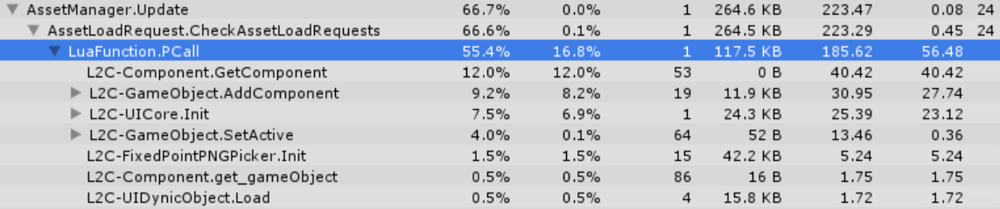 AssetManager.Update 66.7% 0.0% 1 264.6 KB 223.47 0.08 24
AssetLoadRequest.CheckAssetLoadRequests 66.6% 0.1% 1 264.5 KB 223.29 0.45 24
LuaFunction.PCall 55.4% 16.8% 1 117.5 KB 185.62 56.48
L2C-Component.GetComponent 12.0% 12.0% 53 0 B 40.42 40.42
L2C-GameObject.AddComponent 9.2% 8.2% 19 11.9 KB 30.95 27.74
L2C-UICore.Init 7.5% 6.9% 1 24.3 KB 25.39 23.12
L2C-GameObject.SetActive 4.0% 0.1% 64 52 B 13.46 0.36
L2C-FixedPointPNGPicker.Init 1.5% 1.5% 15 42.2 KB 5.24 5.24
L2C-Component.get_gameObject 0.5% 0.5% 86 16 B 1.75 1.75
L2C-UIDynicObject.Load 0.5% 0.5% 4 15.8 KB 1.72 1.72